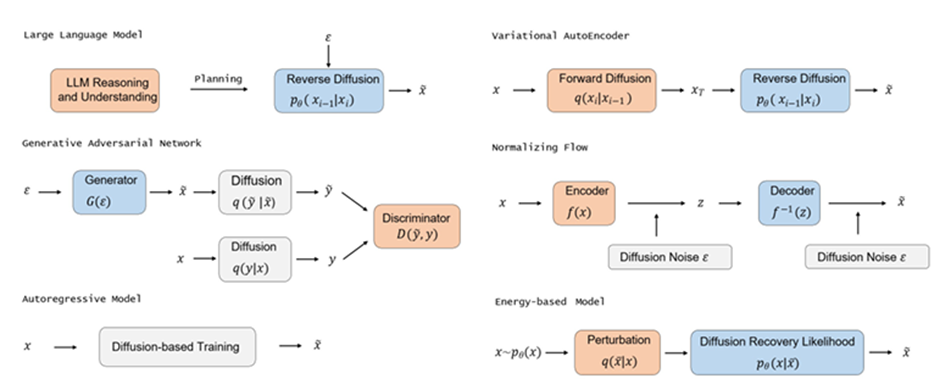 Large Language Model
ε
LLM Reasoning
and Understanding
Planning
Reverse Diffusion
pθ( xi−1|xi)
x̃
Generative Adversarial Network
ε
Generator
G(ε)
x̃
Diffusion
q(ỹ |x̃)
ỹ
x
Diffusion
q(y|x)
y
Discriminator
D(ỹ, y)
Autoregressive Model
x
Diffusion-based Training
x̃
Variational AutoEncoder
x
Forward Diffusion
q(xi|xi−1)
xT
Reverse Diffusion
pθ( xi−1|xi)
x̃
Normalizing Flow
x
Encoder
f(x)
z
Decoder
f−1(z)
x̃
Diffusion Noise ε
Diffusion Noise ε
Energy-based Model
x~pθ(x)
Perturbation
q(x̃|x)
Diffusion Recovery Likelihood
pθ(x|x̃)
x̃